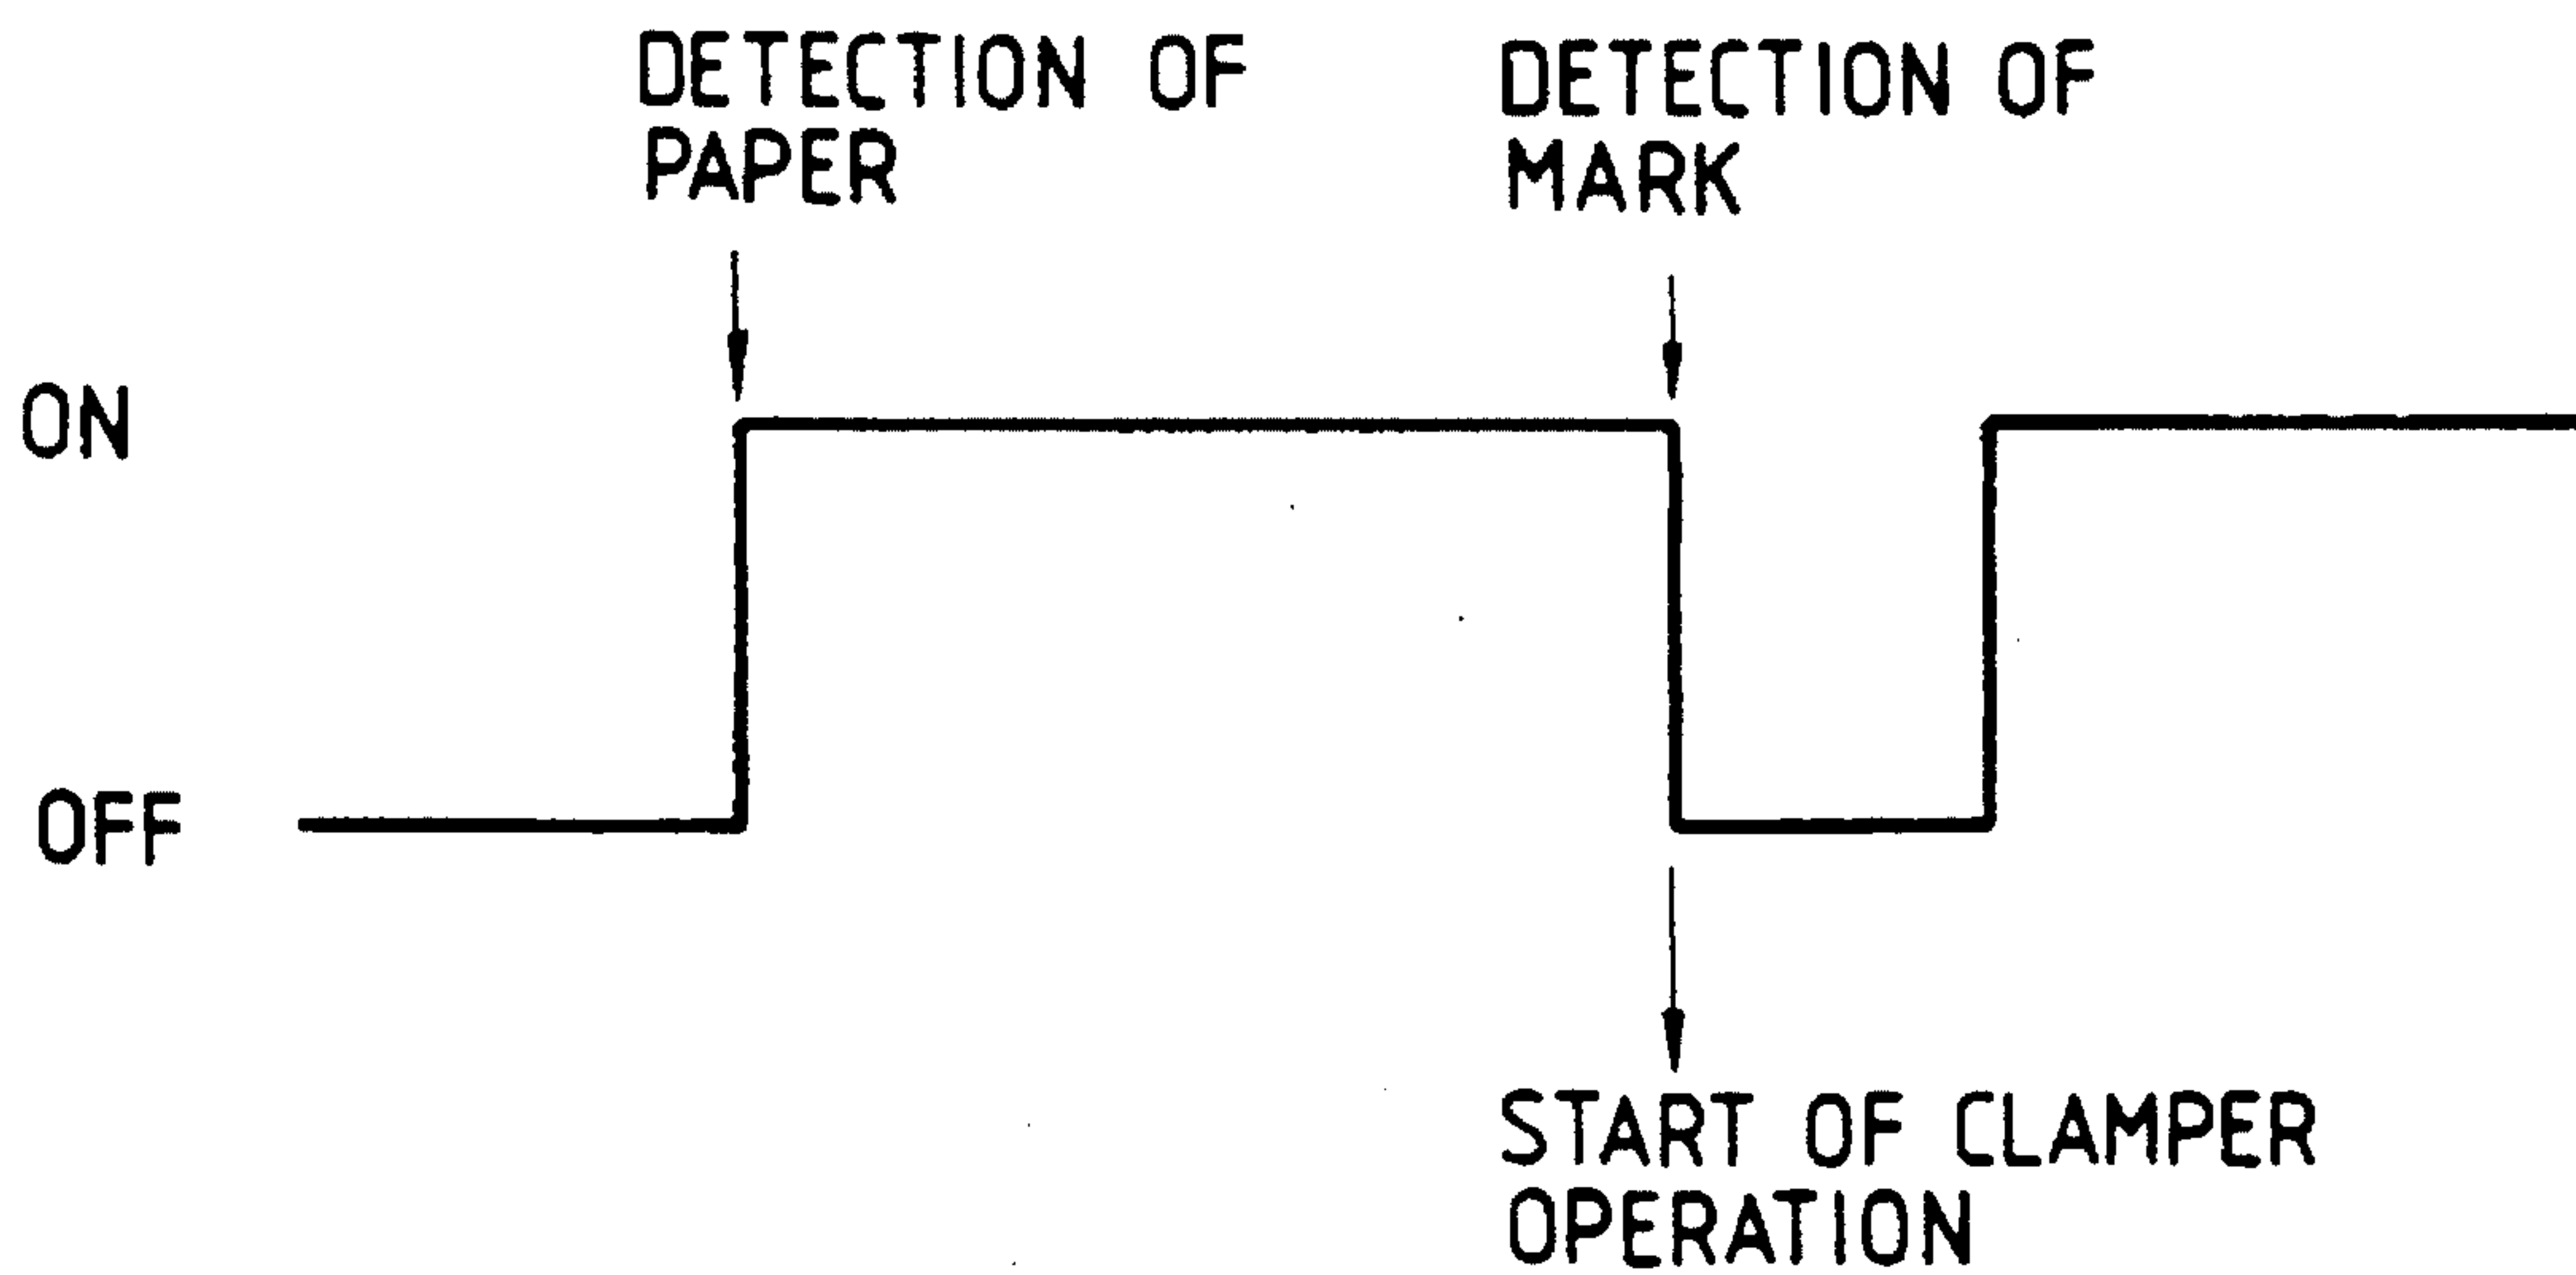 DETECTION OF
PAPER
DETECTION OF
MARK
ON
OFF
START OF CLAMPER
OPERATION